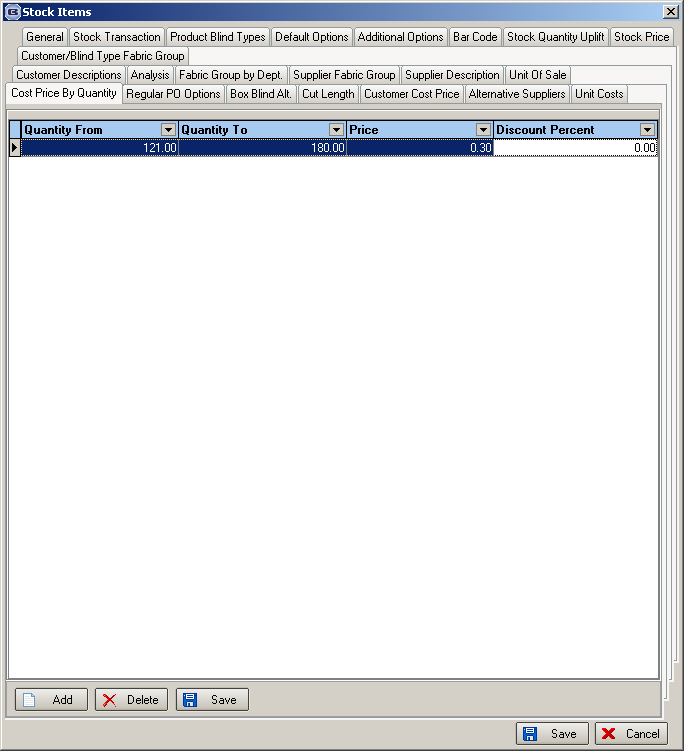 Stock Items
General Stock Transaction Product Blind Types Default Options Additional Options Bar Code Stock Quantity Uplift Stock Price
Customer/Blind Type Fabric Group
Customer Descriptions Analysis Fabric Group by Dept. Supplier Fabric Group Supplier Description Unit Of Sale
Cost Price By Quantity Regular PO Options Box Blind Alt. Cut Length Customer Cost Price Alternative Suppliers Unit Costs
Quantity From Quantity To Price Discount Percent
121.00 180.00 0.30 0.00
Add Delete Save
Save Cancel